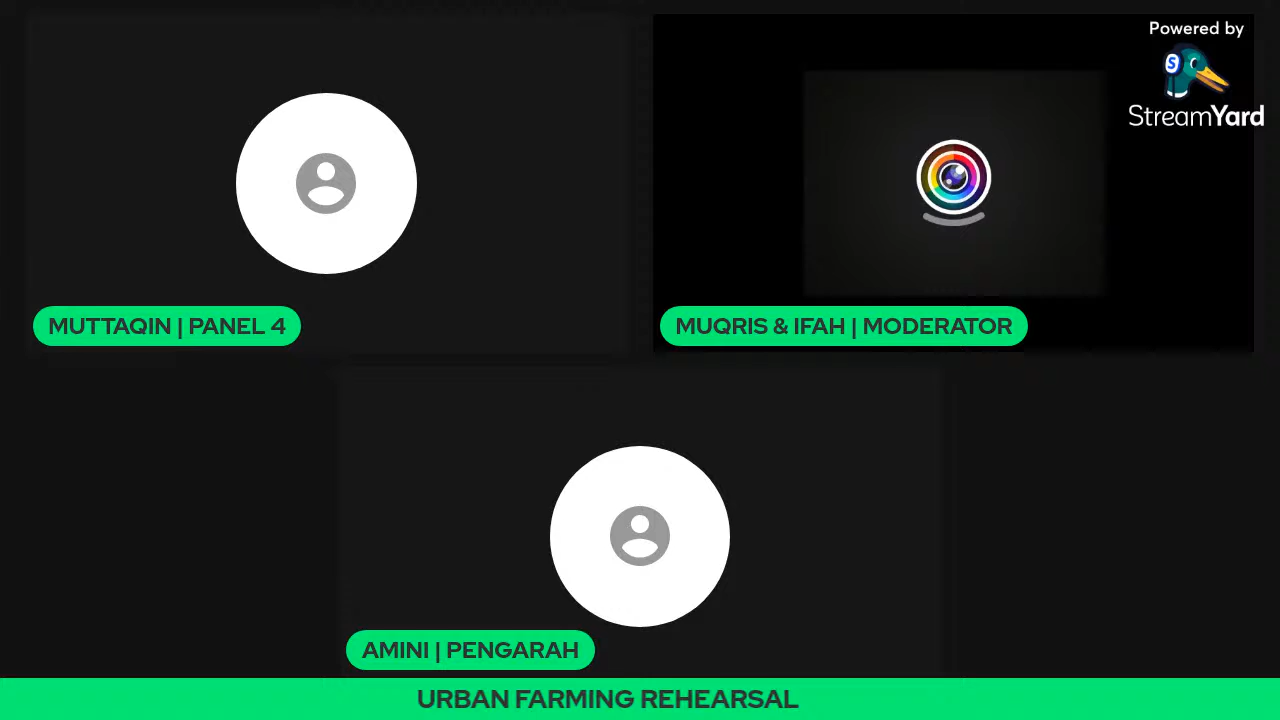 Powered by
StreamYard
MUTTAQIN | PANEL 4
MUQRIS & IFAH | MODERATOR
AMINI | PENGARAH
URBAN FARMING REHEARSAL